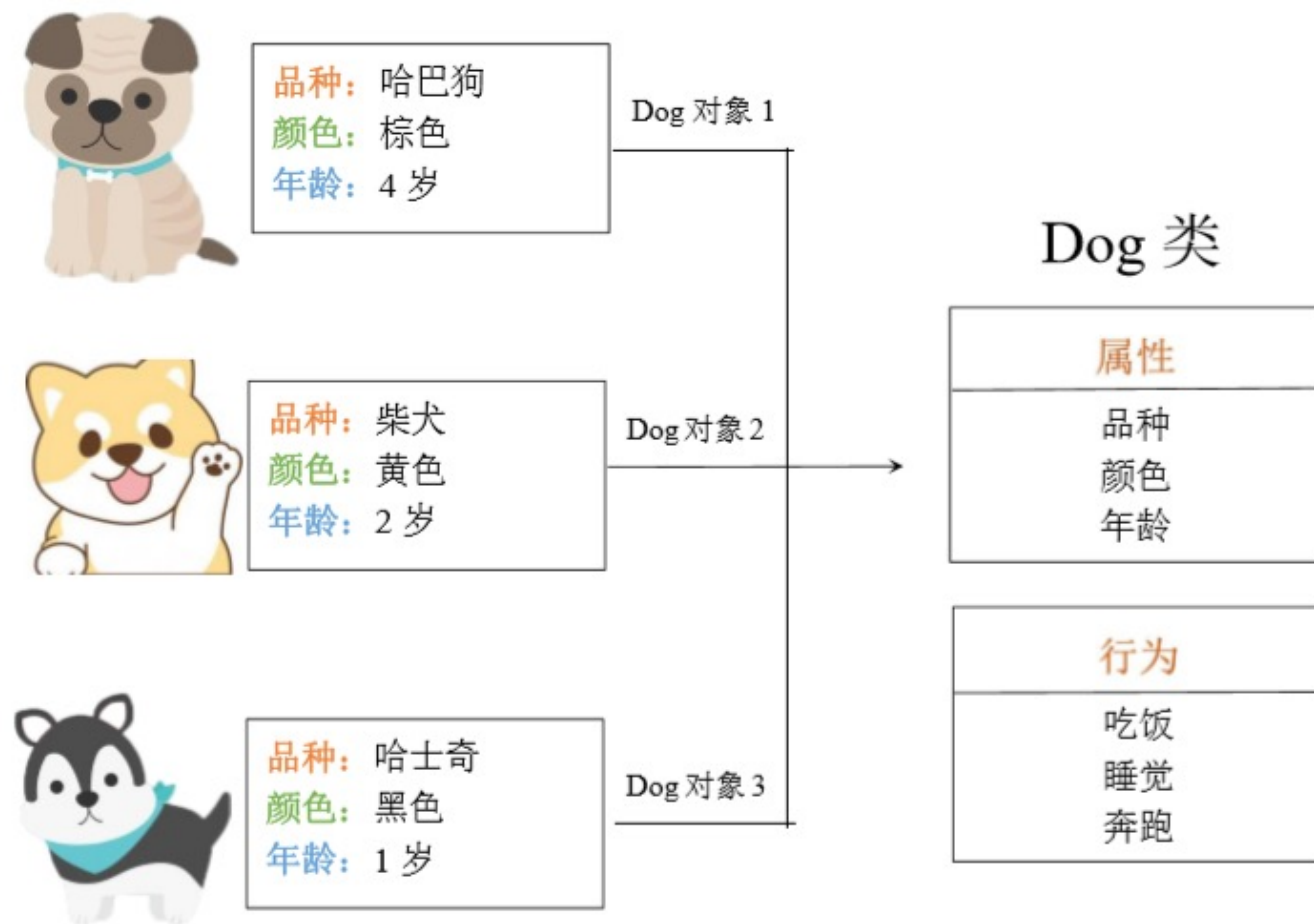 品种：哈巴狗
颜色：棕色
年龄：4 岁
Dog 对象 1
品种：柴犬
颜色：黄色
年龄：2 岁
Dog 对象 2
品种：哈士奇
颜色：黑色
年龄：1 岁
Dog 对象 3
Dog 类
属性
品种
颜色
年龄
行为
吃饭
睡觉
奔跑